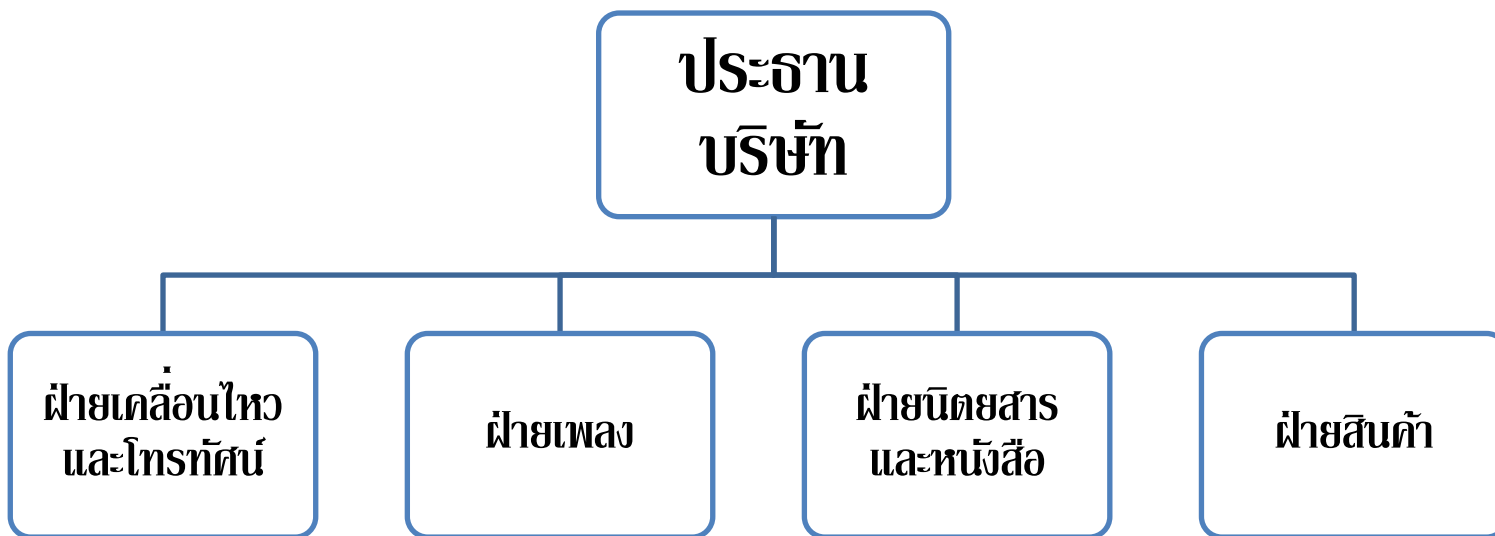 ประธาน
บริษัท
ฝ่ายเคลื่อนไหว
และโทรทัศน์
ฝ่ายเพลง
ฝ่ายนิตยสาร
และหนังสือ
ฝ่ายสินค้า